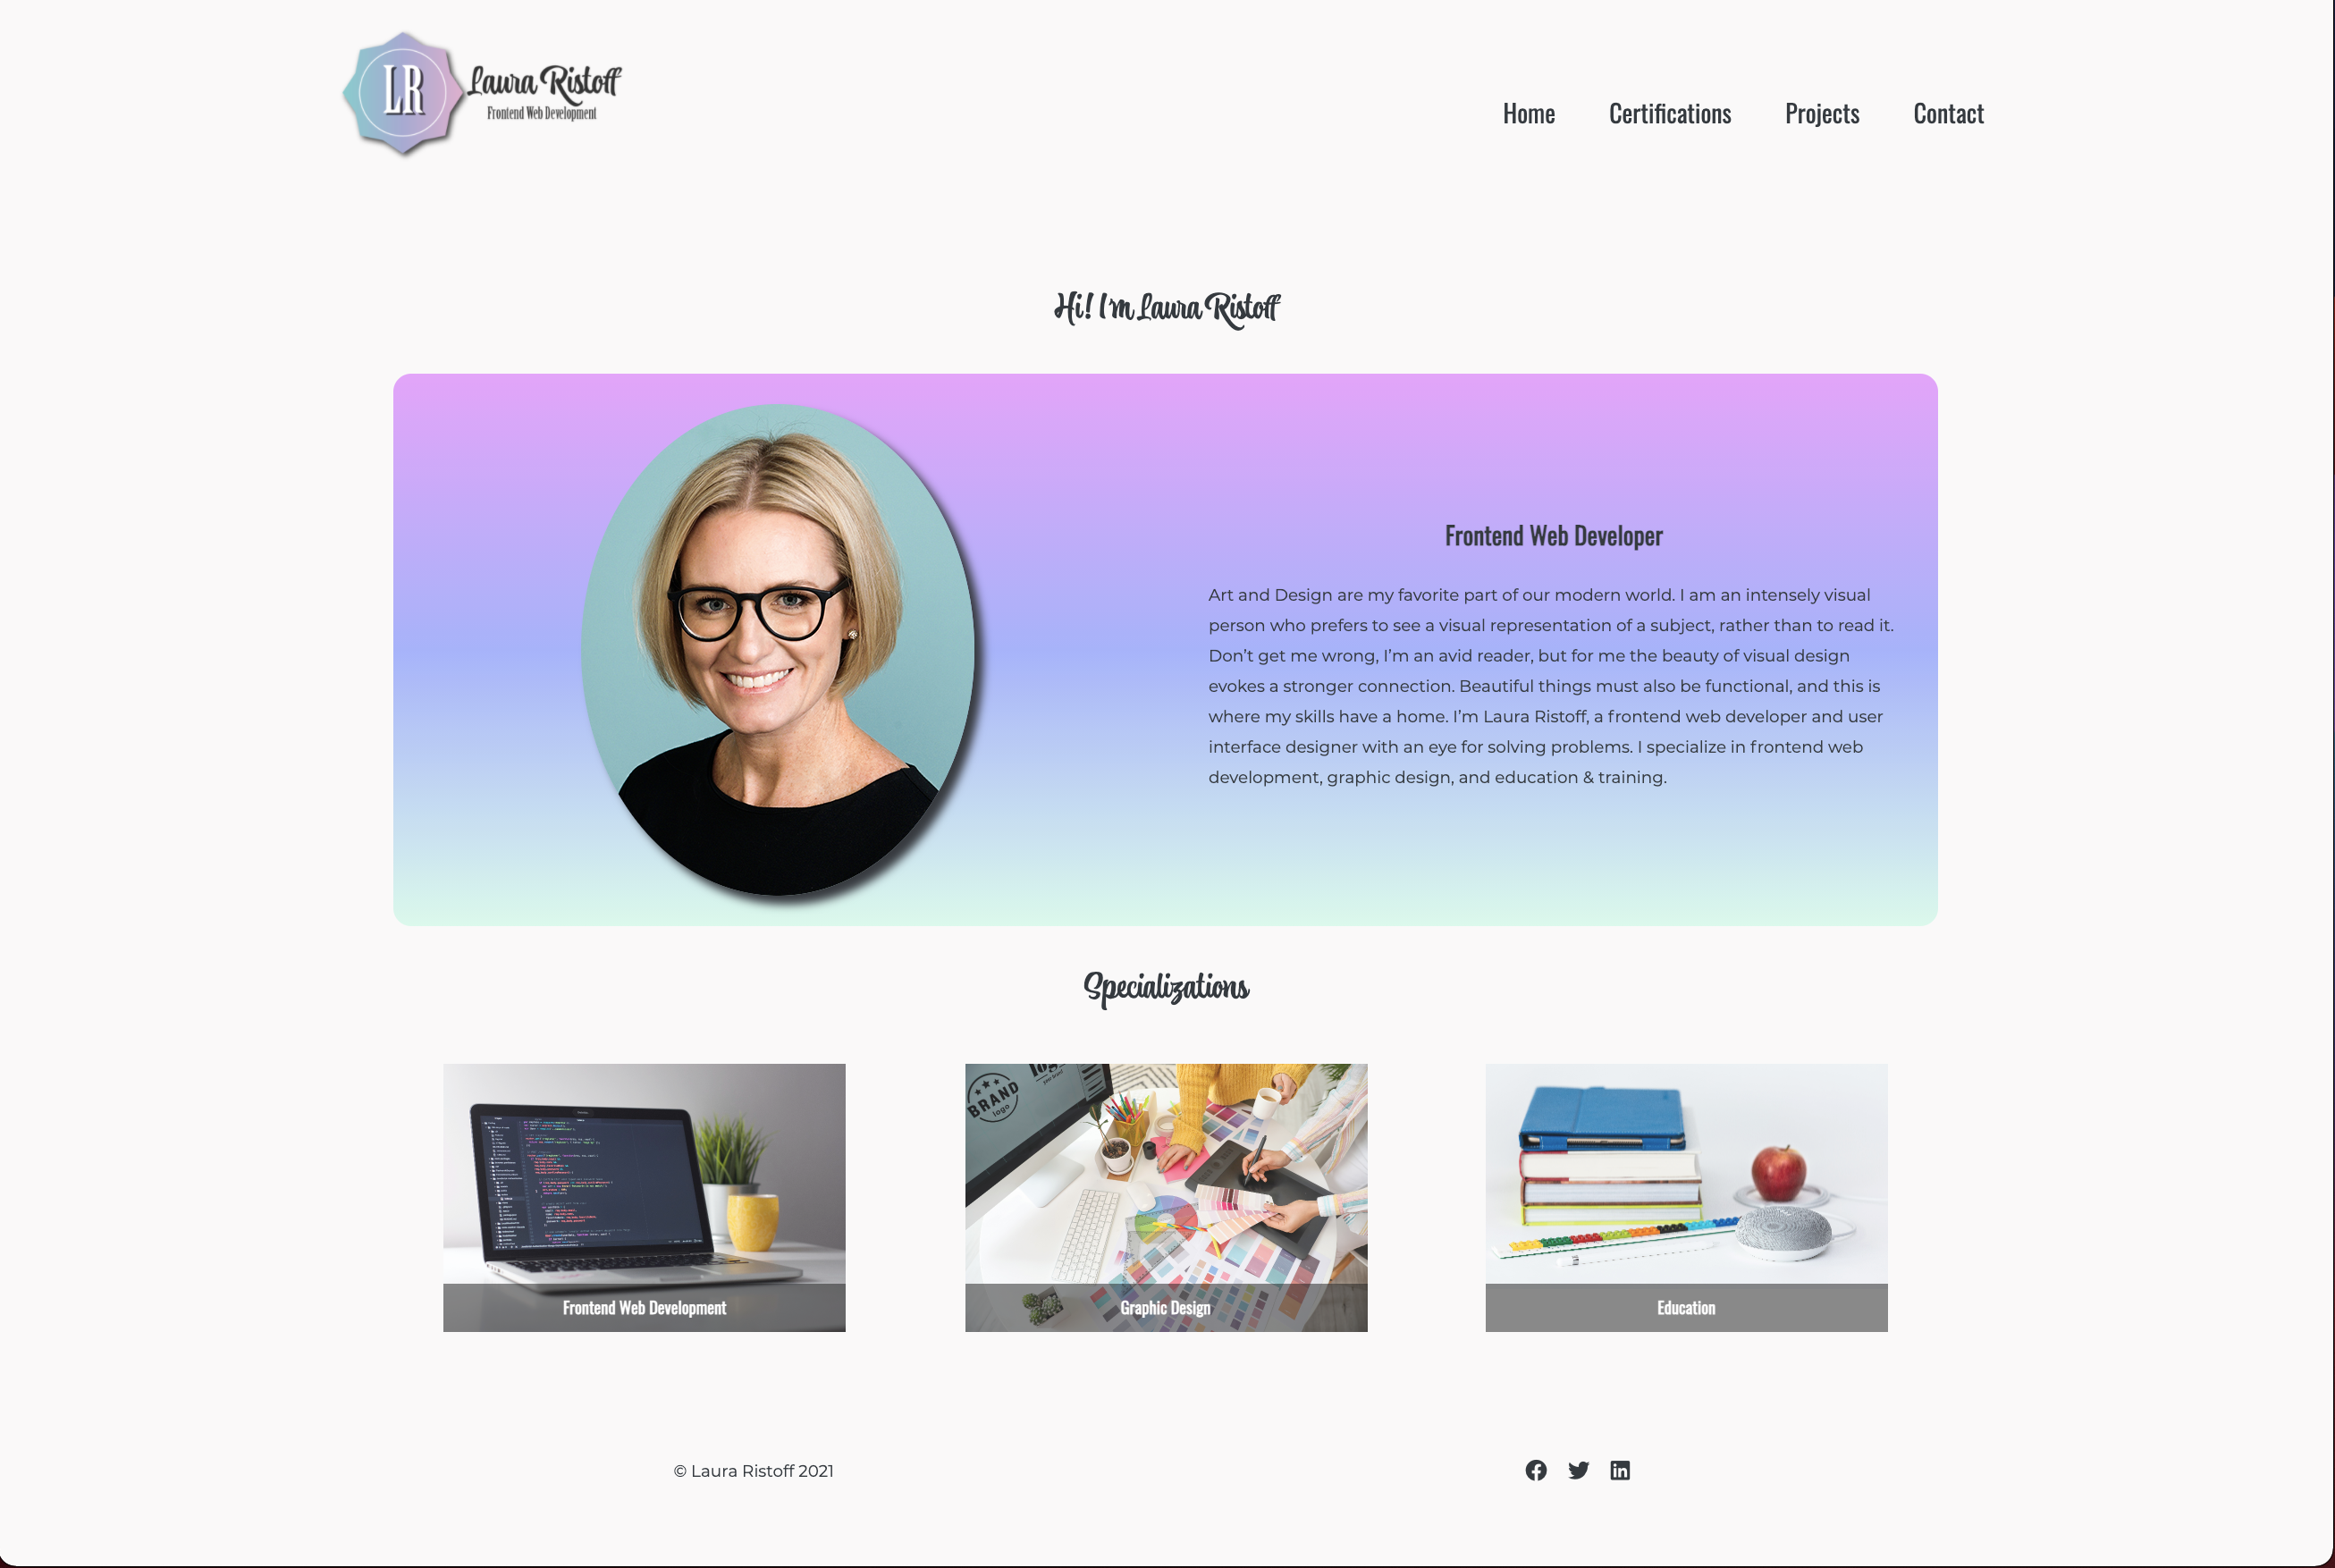 LR
Laura Ristoff
Frontend Web Development
Home Certifications Projects Contact
Hi! I'm Laura Ristoff
Frontend Web Developer
Art and Design are my favorite part of our modern world. I am an intensely visual
person who prefers to see a visual representation of a subject, rather than to read it.
Don’t get me wrong, I’m an avid reader, but for me the beauty of visual design
evokes a stronger connection. Beautiful things must also be functional, and this is
where my skills have a home. I’m Laura Ristoff, a frontend web developer and user
interface designer with an eye for solving problems. I specialize in frontend web
development, graphic design, and education & training.
Specializations
BRAND
logo
Frontend Web Development
Graphic Design
Education
© Laura Ristoff 2021